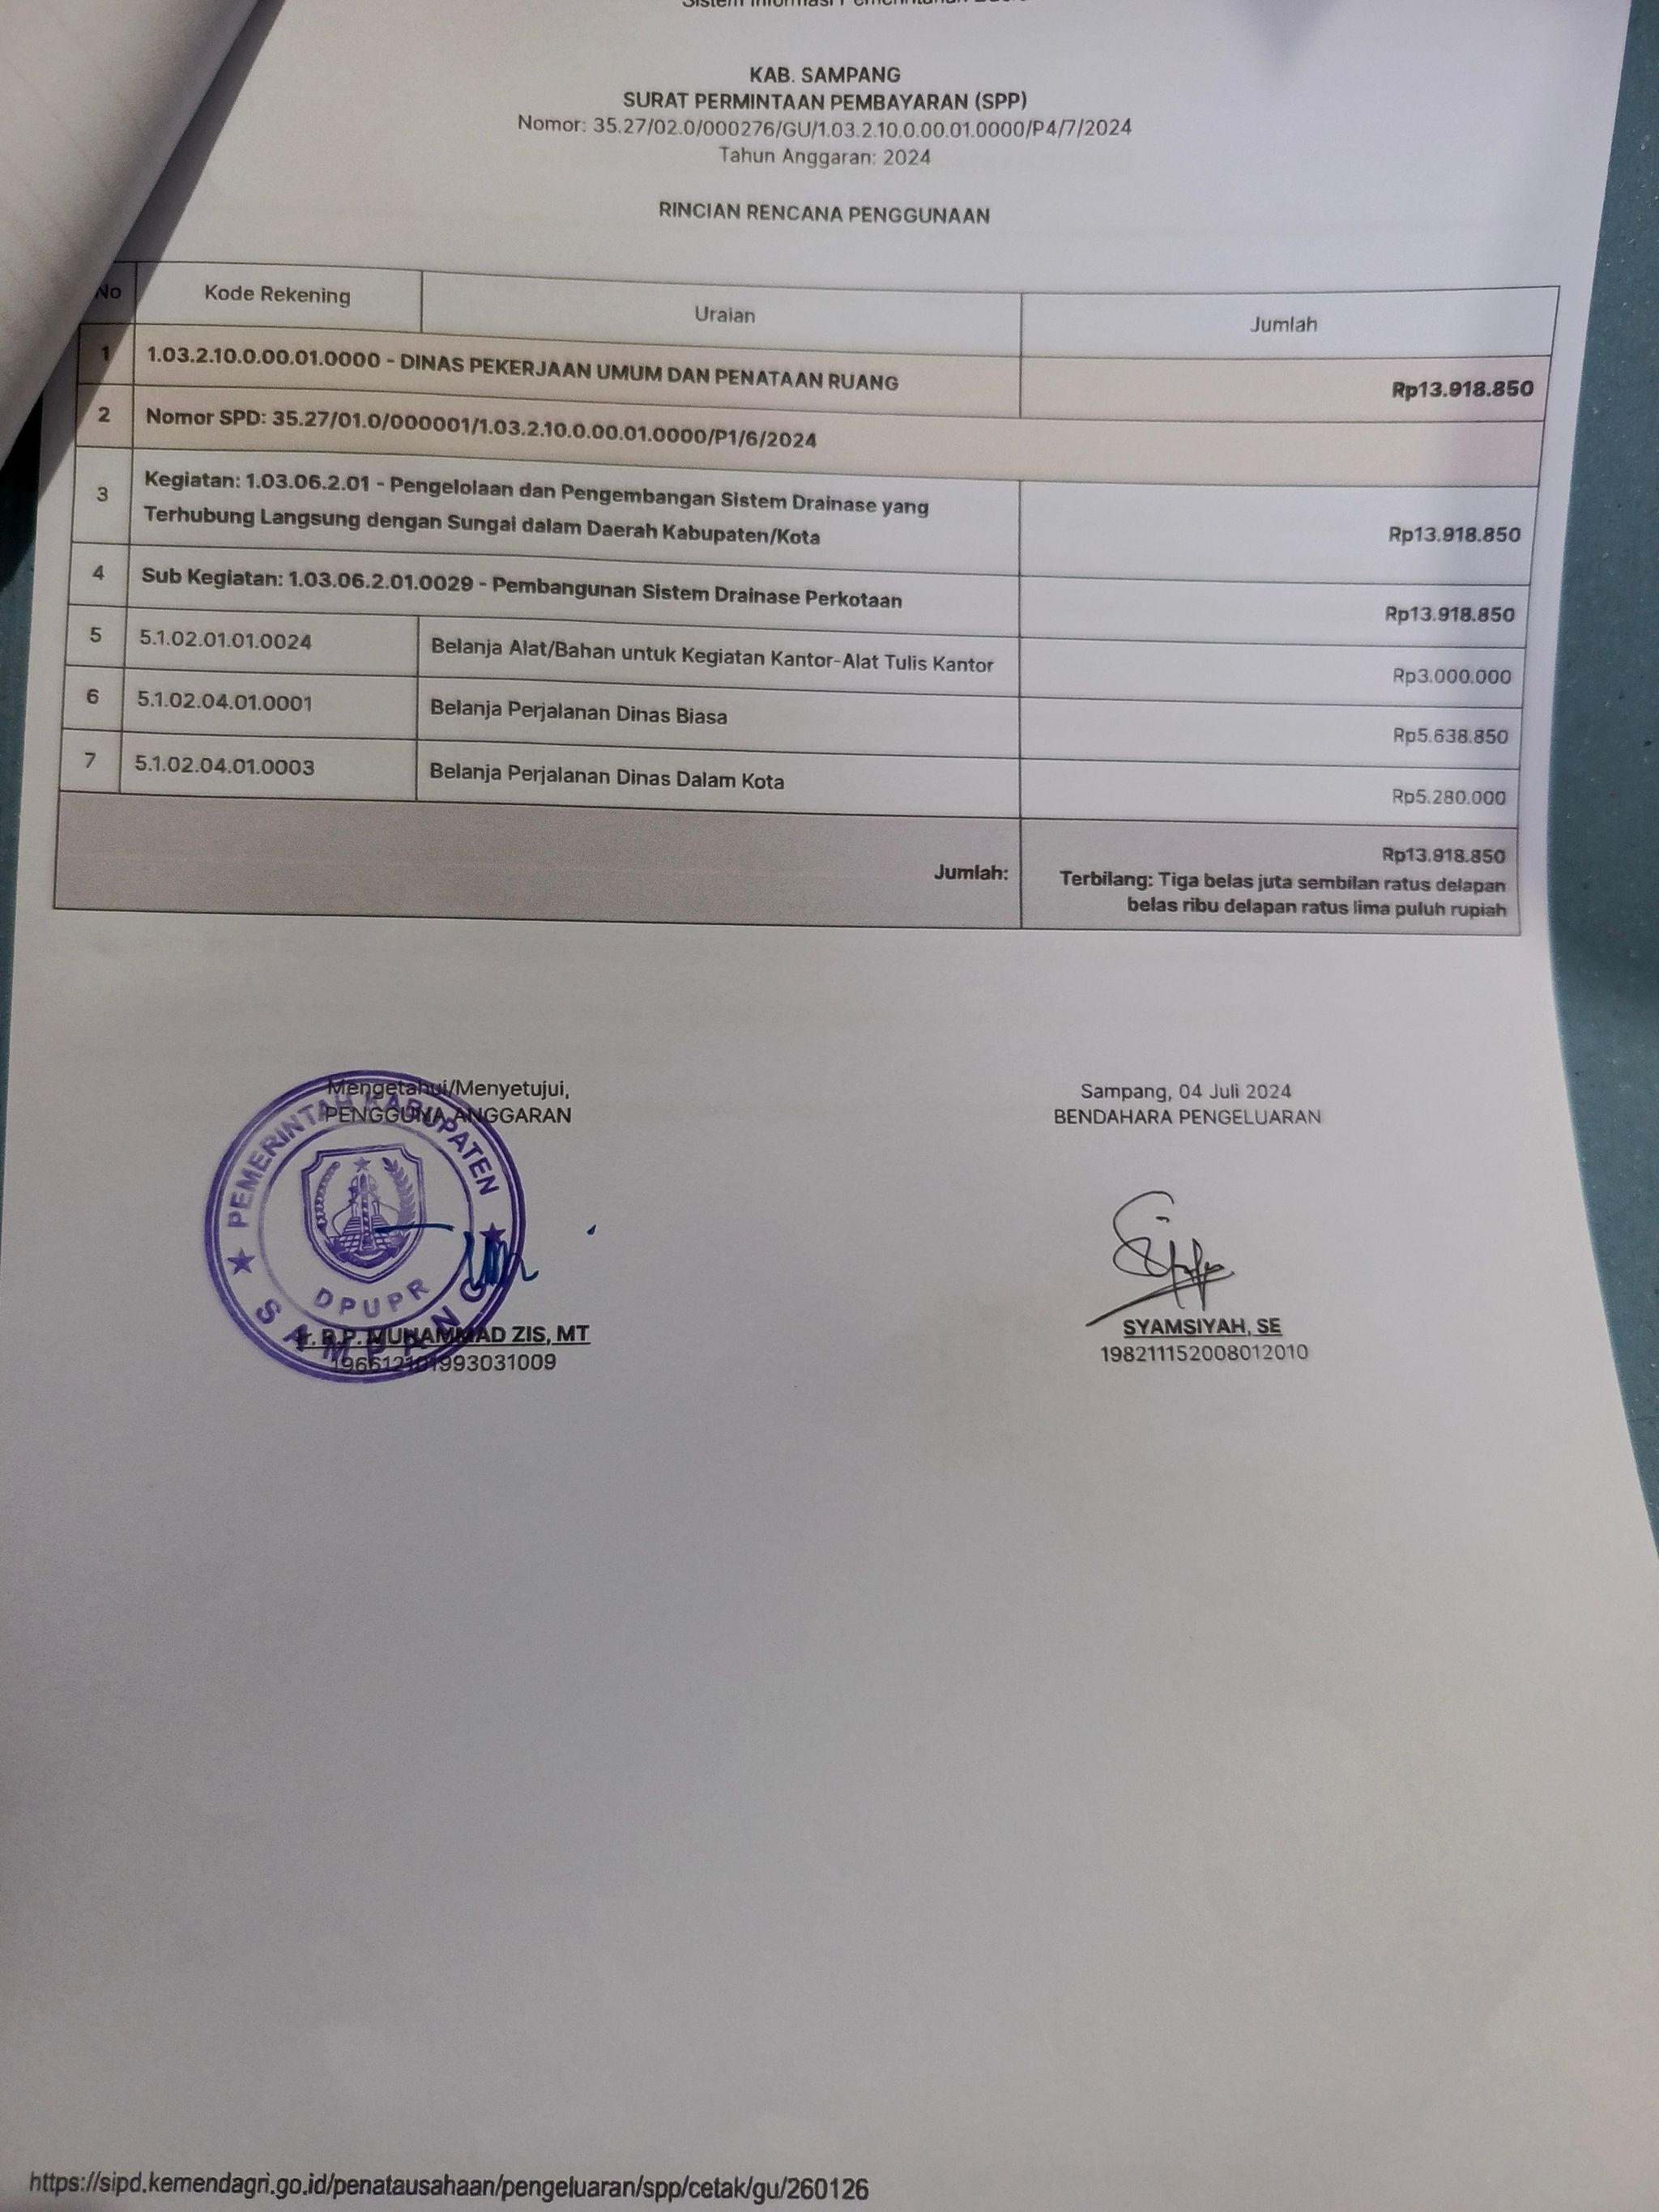 KAB. SAMPANG
SURAT PERMINTAAN PEMBAYARAN (SPP)
Nomor: 35.27/02.0/000276/GU/1.03.2.10.0.00.01.0000/P4/7/2024
Tahun Anggaran: 2024
RINCIAN RENCANA PENGGUNAAN
No Kode Rekening Uraian Jumlah
1 1.03.2.10.0.00.01.0000 - DINAS PEKERJAAN UMUM DAN PENATAAN RUANG Rp13.918.850
2 Nomor SPD: 35.27/01.0/000001/1.03.2.10.0.00.01.0000/P1/6/2024
3 Kegiatan: 1.03.06.2.01 - Pengelolaan dan Pengembangan Sistem Drainase yang
Terhubung Langsung dengan Sungai dalam Daerah Kabupaten/Kota Rp13.918.850
4 Sub Kegiatan: 1.03.06.2.01.0029 - Pembangunan Sistem Drainase Perkotaan Rp13.918.850
5 5.1.02.01.01.0024 Belanja Alat/Bahan untuk Kegiatan Kantor-Alat Tulis Kantor Rp3.000.000
6 5.1.02.04.01.0001 Belanja Perjalanan Dinas Biasa Rp5.638.850
7 5.1.02.04.01.0003 Belanja Perjalanan Dinas Dalam Kota Rp5.280.000
Jumlah: Rp13.918.850
Terbilang: Tiga belas juta sembilan ratus delapan
belas ribu delapan ratus lima puluh rupiah
Mengetahui/Menyetujui,
PENGGUNA ANGGARAN
PEMERINTAH KABUPATEN
DPUPR
SAMPANG
Ir. R.P. MUHAMMAD ZIS, MT
196612101993031009
Sampang, 04 Juli 2024
BENDAHARA PENGELUARAN
SYAMSIYAH, SE
198211152008012010
https://sipd.kemendagri.go.id/penatausahaan/pengeluaran/spp/cetak/gu/260126